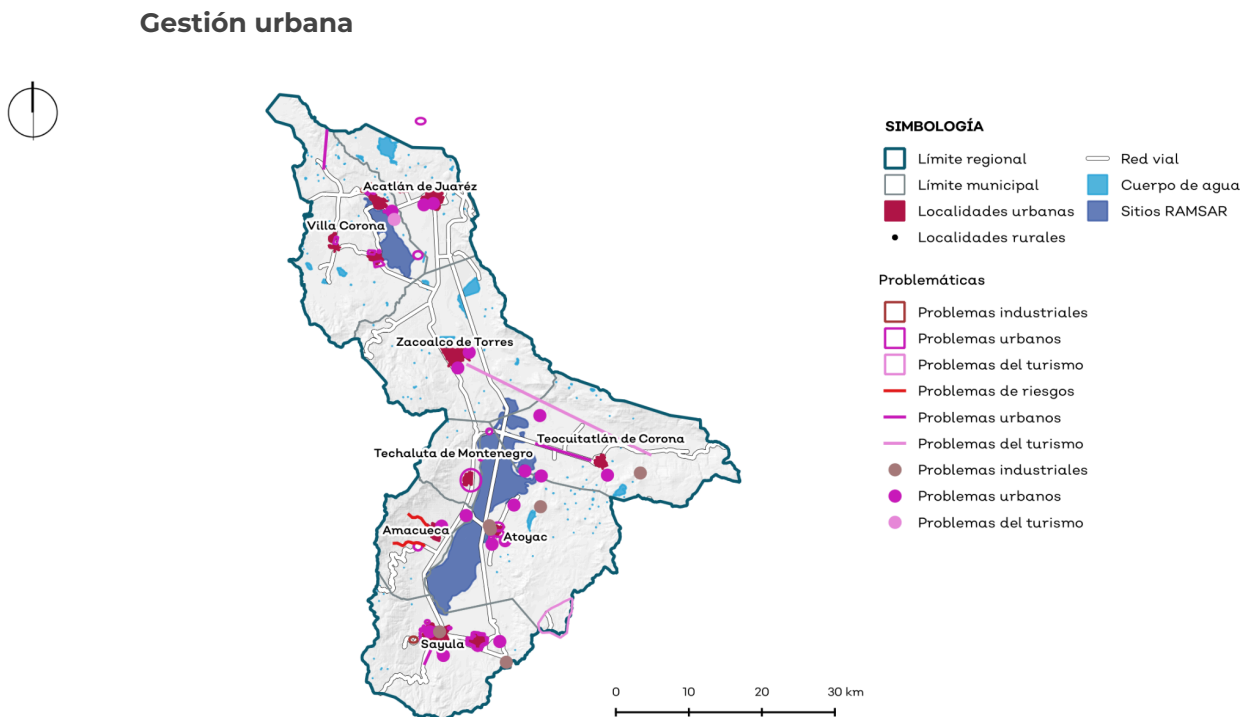 Gestión urbana
Acatlán de Juaréz
Villa Corona
Zacoalco de Torres
Teocuitatlán de Corona
Techaluta de Montenegro
Amacueca
Atoyac
Sayula
0 10 20 30 km
SIMBOLOGÍA
Límite regional
Red vial
Límite municipal
Cuerpo de agua
Localidades urbanas
Sitios RAMSAR
Localidades rurales
Problemáticas
Problemas industriales
Problemas urbanos
Problemas del turismo
Problemas de riesgos
Problemas urbanos
Problemas del turismo
Problemas industriales
Problemas urbanos
Problemas del turismo